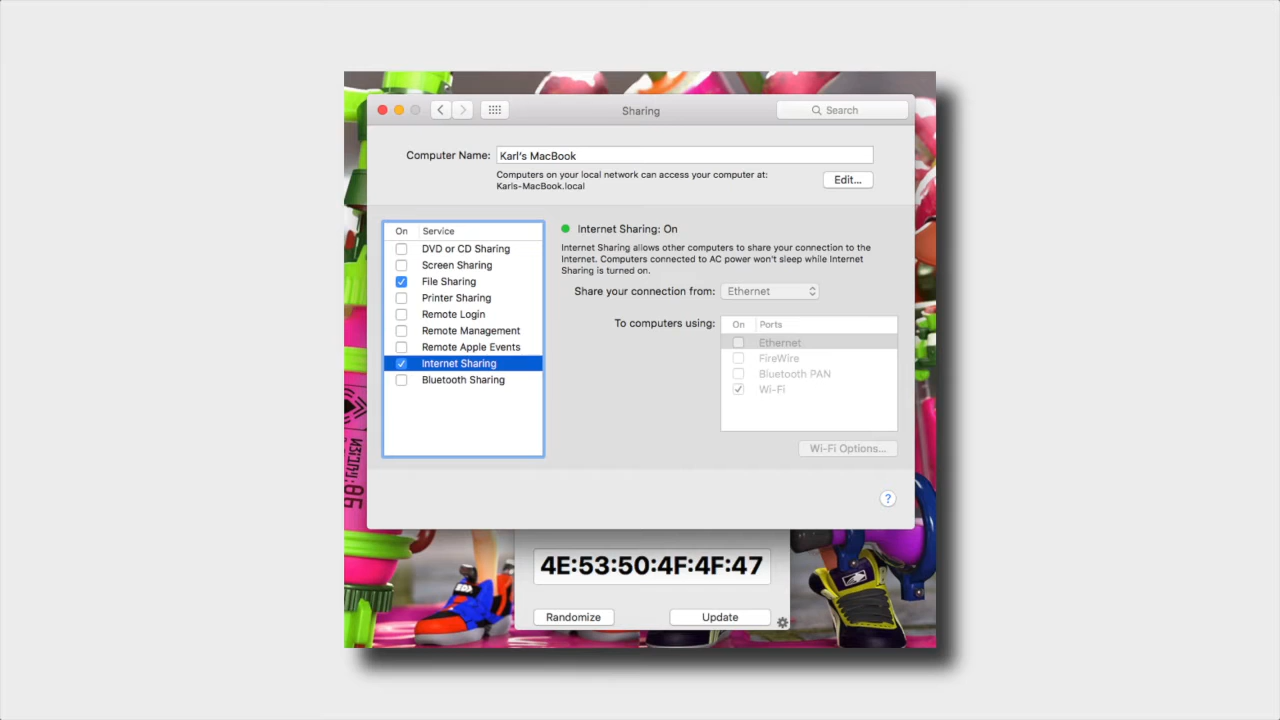 Sharing
Search
Computer Name: Karl's MacBook
Computers on your local network can access your computer at:
Karls-MacBook.local
Edit...
On Service
DVD or CD Sharing
Screen Sharing
File Sharing
Printer Sharing
Remote Login
Remote Management
Remote Apple Events
Internet Sharing
Bluetooth Sharing
Internet Sharing: On
Internet Sharing allows other computers to share your connection to the
Internet. Computers connected to AC power won't sleep while Internet
Sharing is turned on.
Share your connection from: Ethernet
To computers using:
On Ports
Ethernet
FireWire
Bluetooth PAN
Wi-Fi
Wi-Fi Options...
?
4E:53:50:4F:4F:47
Randomize
Update